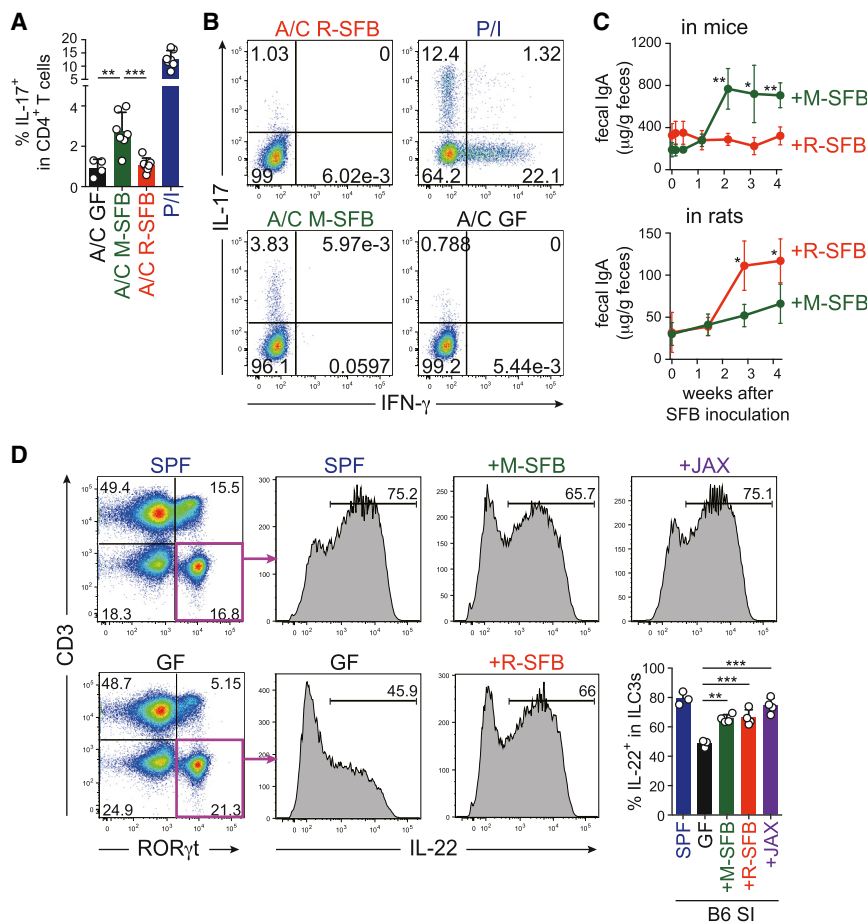 A
% IL-17+
in CD4+ T cells
20
15
10
5
4
2
0
**
***
A/C GF
A/C M-SFB
A/C R-SFB
P/I
B
A/C R-SFB
P/I
1.03
0
12.4
1.32
99
6.02e-3
64.2
22.1
A/C M-SFB
A/C GF
3.83
5.97e-3
0.788
0
96.1
0.0597
99.2
5.44e-3
IL-17
IFN-γ
C
in mice
fecal IgA
(μg/g feces)
1200
800
400
0
**
*
**
+M-SFB
+R-SFB
0 1 2 3 4
in rats
fecal IgA
(μg/g feces)
150
100
50
0
*
*
+R-SFB
+M-SFB
0 1 2 3 4
weeks after
SFB inoculation
D
SPF
SPF
+M-SFB
+JAX
49.4
15.5
18.3
16.8
75.2
65.7
75.1
CD3
GF
GF
+R-SFB
48.7
5.15
24.9
21.3
45.9
66
RORγt
IL-22
% IL-22+ in ILC3s
100
80
60
40
20
0
***
***
**
SPF
GF
+M-SFB
+R-SFB
+JAX
B6 SI